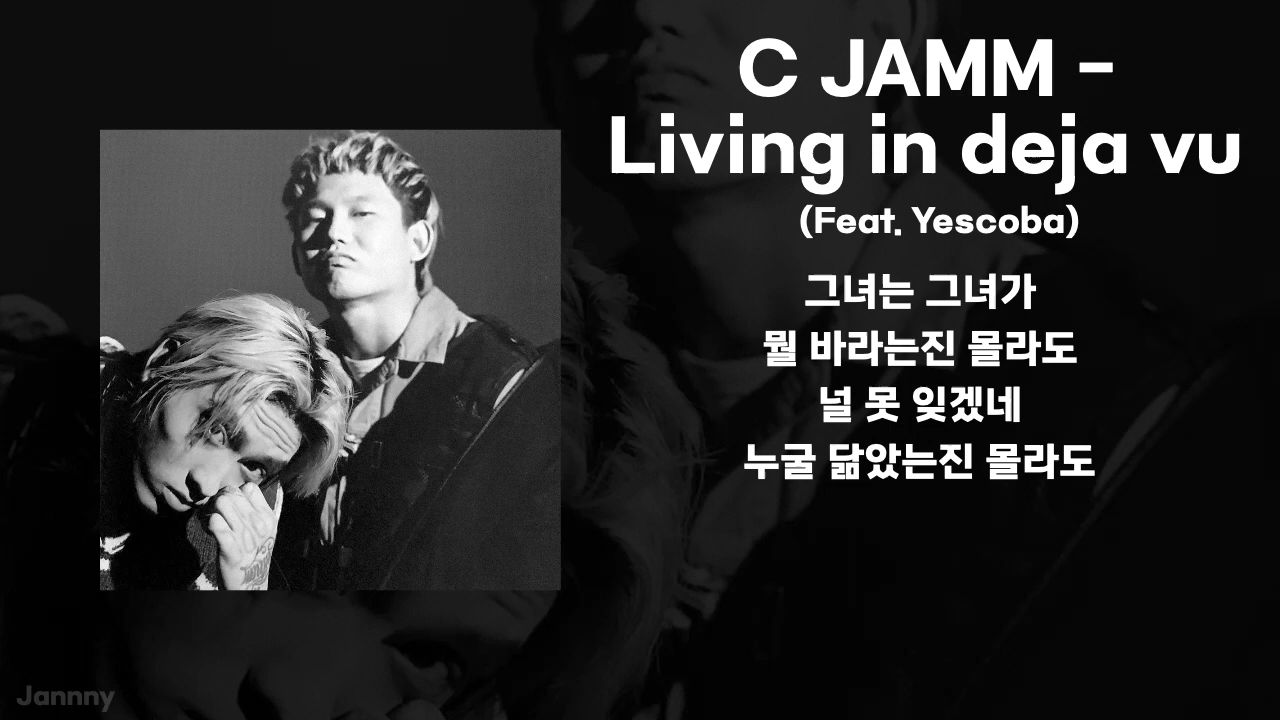 C JAMM -
Living in deja vu
(Feat. Yescoba)
그녀는 그녀가
뭘 바라는진 몰라도
널 못 잊겠네
누굴 닮았는진 몰라도
Jannny